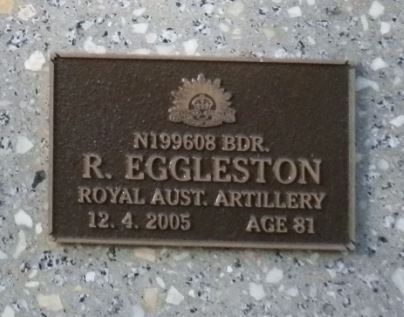 N199608 BDR.
R. EGGLESTON
ROYAL AUST. ARTILLERY
12. 4. 2005 AGE 81